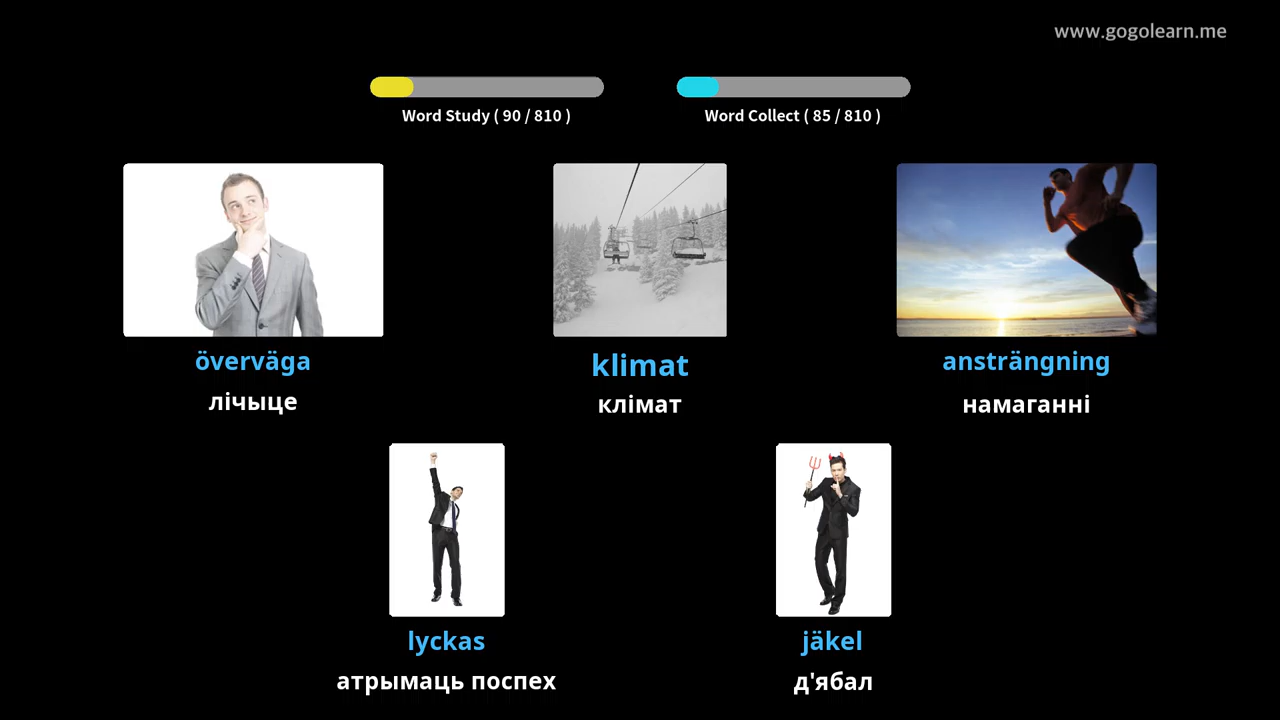 www.gogolearn.me
Word Study ( 90 / 810 )
Word Collect ( 85 / 810 )
överväga
klimat
ansträngning
лічыце
клімат
намаганні
lyckas
jäkel
атрымаць поспех
д'ябал